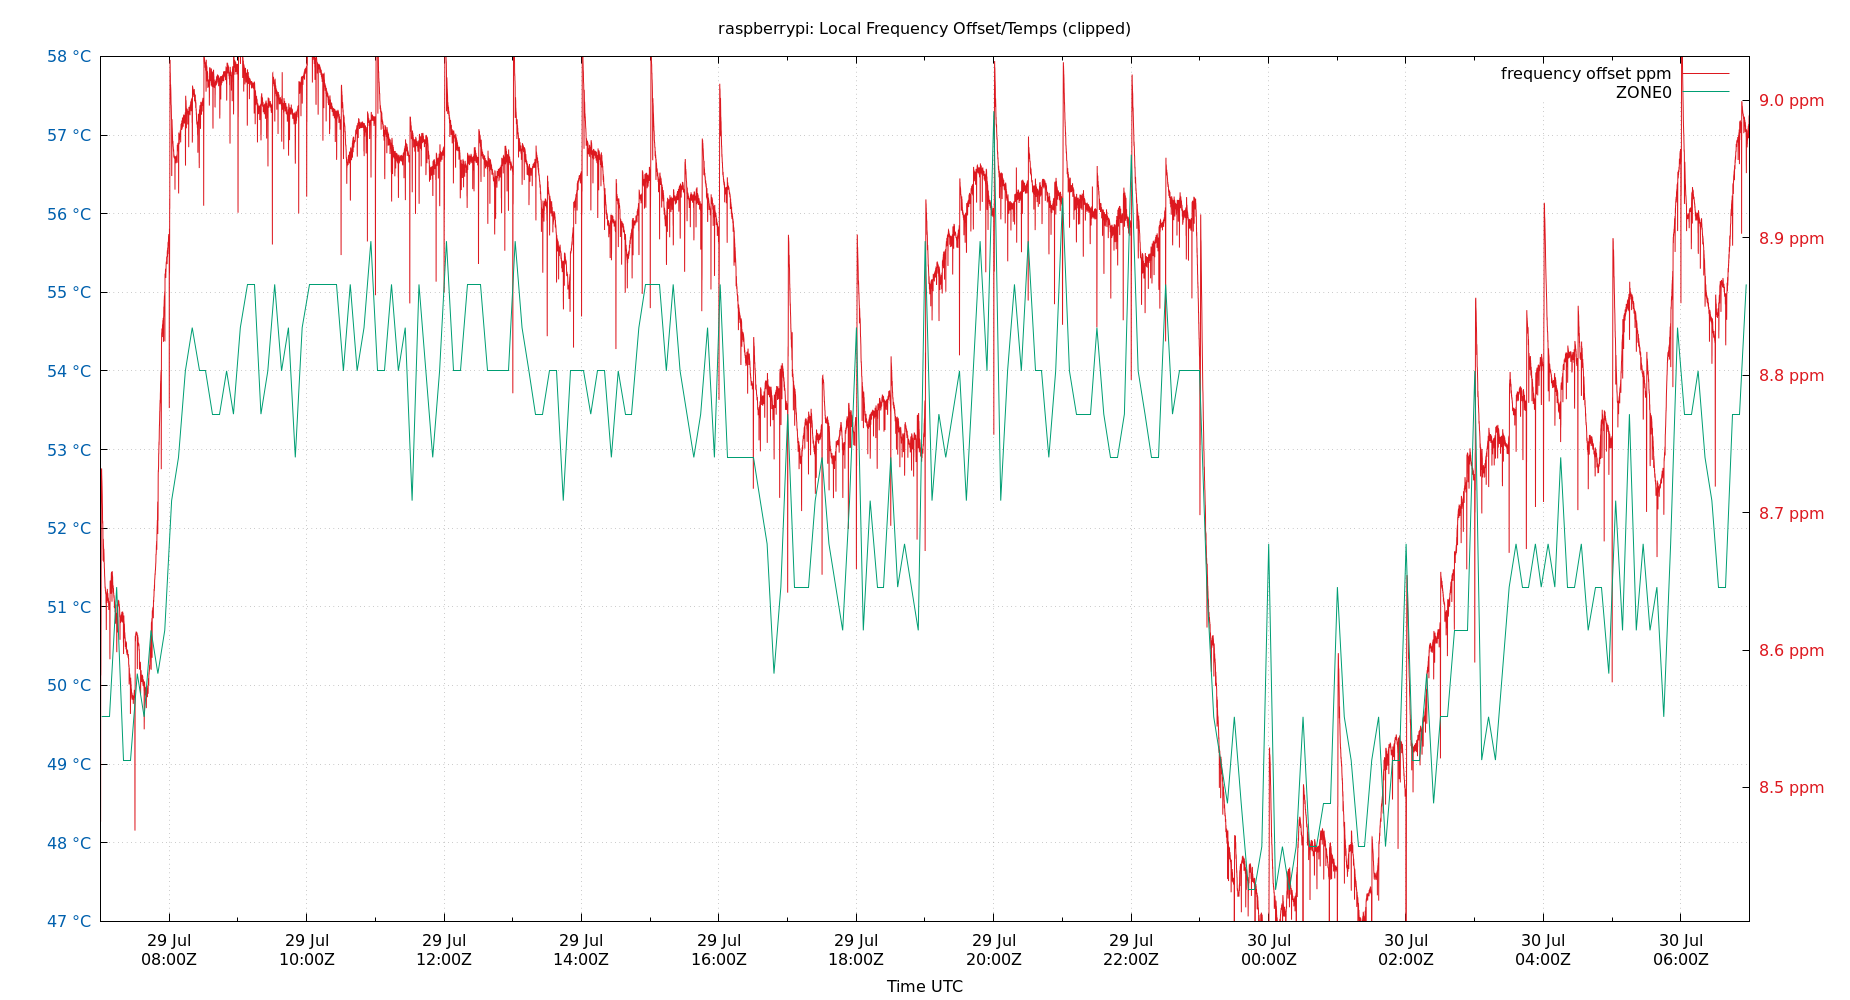 raspberrypi: Local Frequency Offset/Temps (clipped)
58 °C
57 °C
56 °C
55 °C
54 °C
53 °C
52 °C
51 °C
50 °C
49 °C
48 °C
47 °C
frequency offset ppm
ZONE0
9.0 ppm
8.9 ppm
8.8 ppm
8.7 ppm
8.6 ppm
8.5 ppm
29 Jul
08:00Z
29 Jul
10:00Z
29 Jul
12:00Z
29 Jul
14:00Z
29 Jul
16:00Z
29 Jul
18:00Z
29 Jul
20:00Z
29 Jul
22:00Z
30 Jul
00:00Z
30 Jul
02:00Z
30 Jul
04:00Z
30 Jul
06:00Z
Time UTC